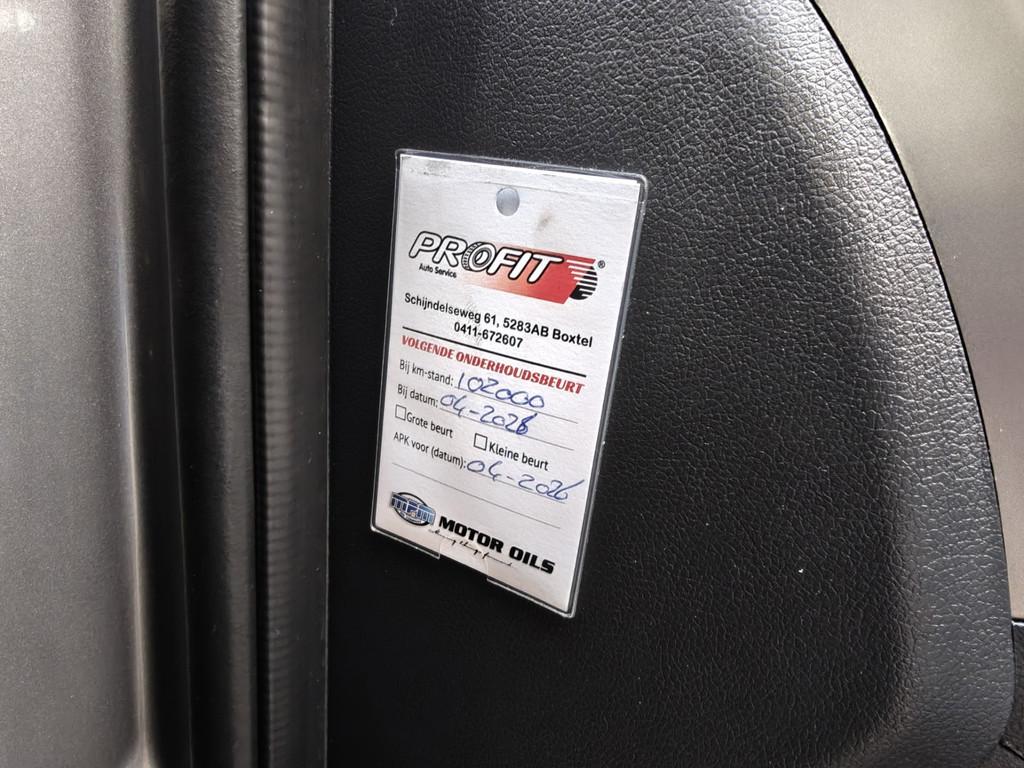 PROFIT®
Auto Service
Schijndelseweg 61, 5283AB Boxtel
0411-672607
VOLGENDE ONDERHOUDSBEURT
Bij km-stand: 102000
Bij datum: 04-2026
Grote beurt Kleine beurt
APK voor (datum): 04-2026
MPM MOTOR OILS